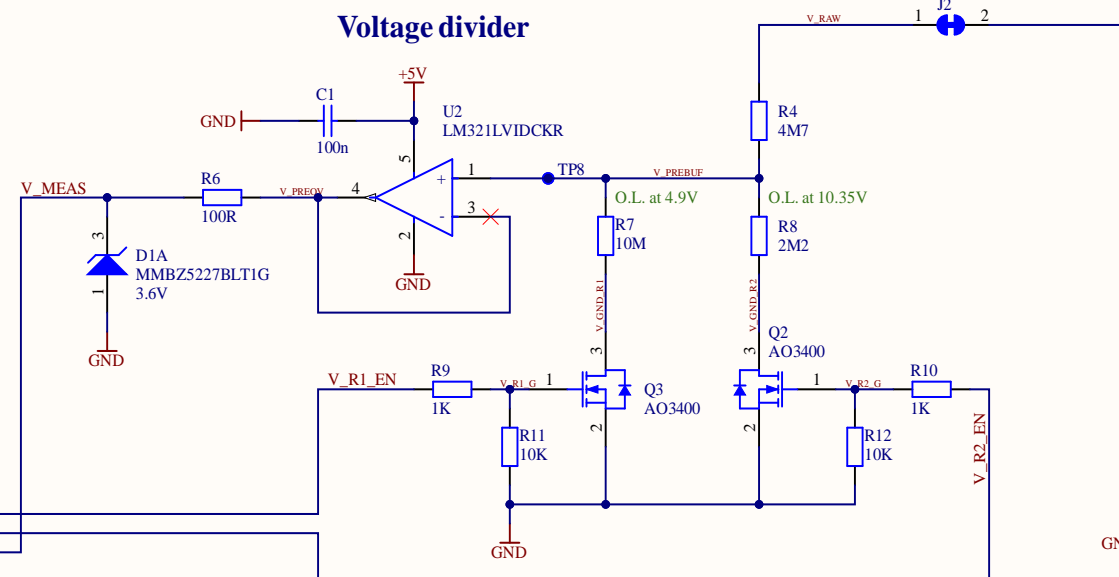 Voltage divider
J2
V_RAW
1
2
+5V
C1
GND
100n
U2
LM321LVIDCKR
R4
4M7
5
V_MEAS
R6
100R
V_PREOV
4
+
-
1
3
2
TP8
V_PREBUF
O.L. at 4.9V
O.L. at 10.35V
R7
10M
R8
2M2
3
D1A
MMBZ5227BLT1G
3.6V
1
GND
GND
V_GND_R1
V_GND_R2
3
3
Q2
AO3400
V_R1_EN
R9
1K
V_R1_G
1
Q3
AO3400
2
2
1
V_R2_G
R10
1K
R11
10K
R12
10K
V_R2_EN
GND
GN